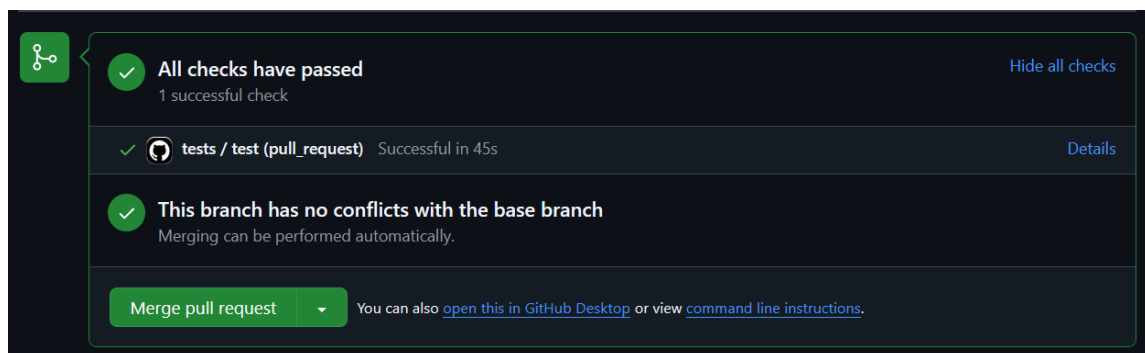 All checks have passed
Hide all checks
1 successful check
tests / test (pull_request) Successful in 45s
Details
This branch has no conflicts with the base branch
Merging can be performed automatically.
Merge pull request
You can also open this in GitHub Desktop or view command line instructions.